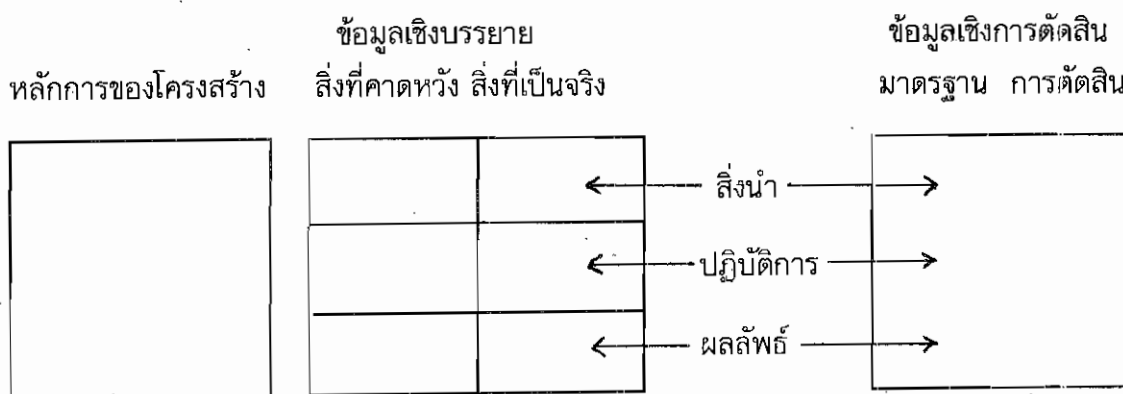 ข้อมูลเชิงบรรยาย
ข้อมูลเชิงการตัดสิน
หลักการของโครงสร้าง สิ่งที่คาดหวัง สิ่งที่เป็นจริง
มาตรฐาน การตัดสิน
สิ่งนำ
ปฏิบัติการ
ผลลัพธ์